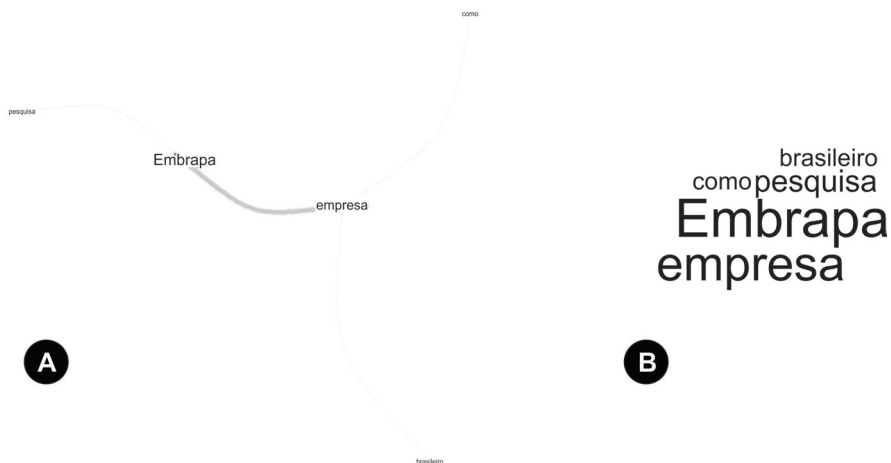 como
pesquisa
Embrapa
empresa
A
brasileiro
brasileiro
como pesquisa
Embrapa
empresa
B